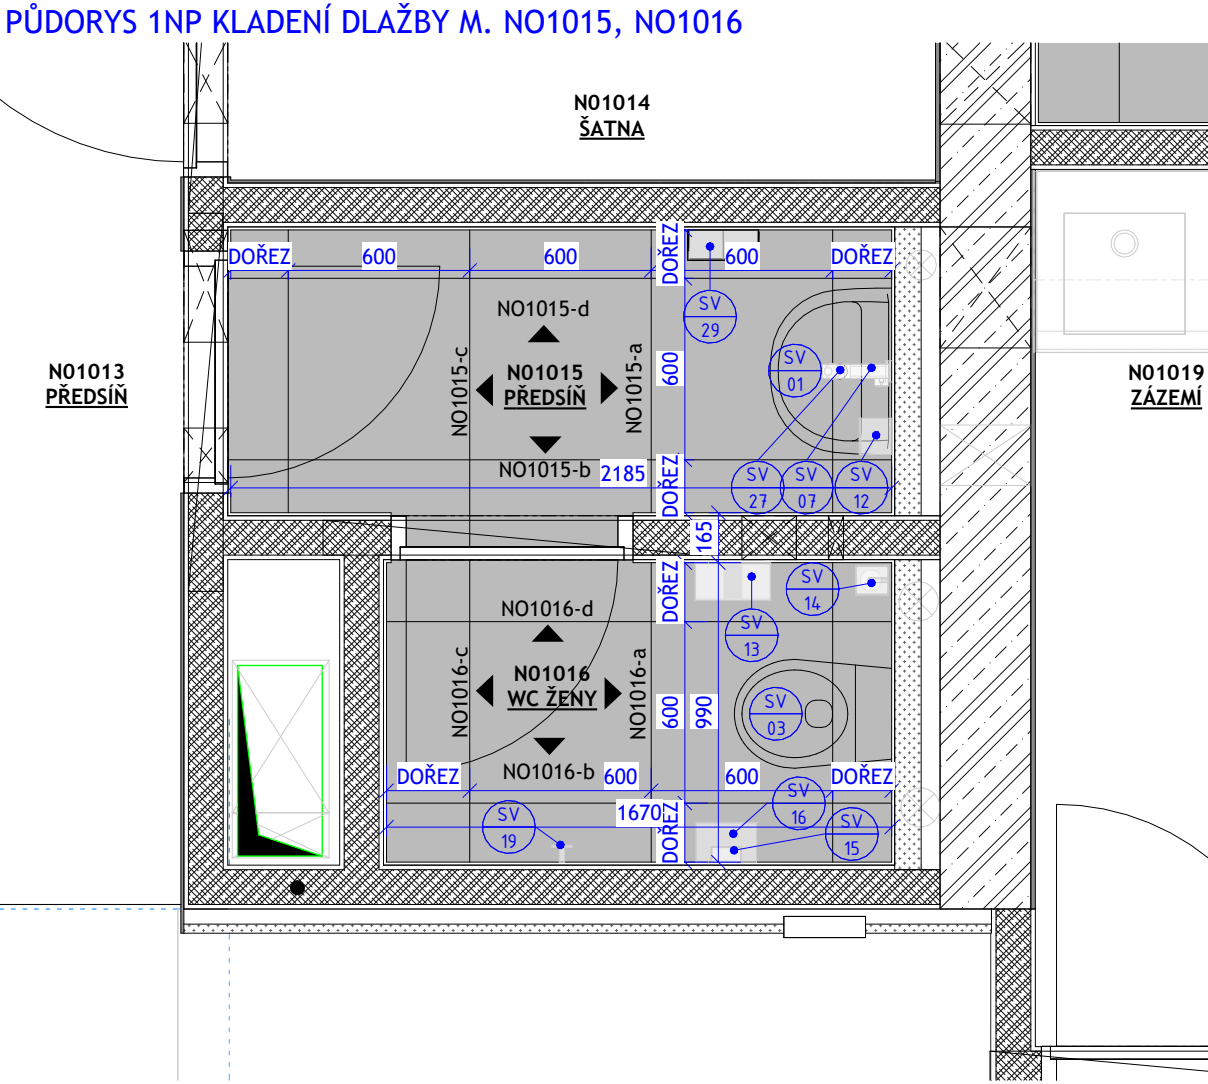 PŮDORYS 1NP KLADENÍ DLAŽBY M. NO1015, NO1016
N01014
ŠATNA
DOŘEZ
600
600
DOŘEZ
600
DOŘEZ
SV
29
NO1015-d
N01013
PŘEDSÍŇ
NO1015-c
N01015
PŘEDSÍŇ
NO1015-a
600
SV
01
N01019
ZÁZEMÍ
NO1015-b
2185
DOŘEZ
SV
27
SV
07
SV
12
165
DOŘEZ
SV
14
NO1016-d
SV
13
NO1016-c
N01016
WC ŽENY
NO1016-a
600
990
SV
03
NO1016-b
DOŘEZ
600
600
DOŘEZ
SV
16
SV
19
1670
DOŘEZ
SV
15